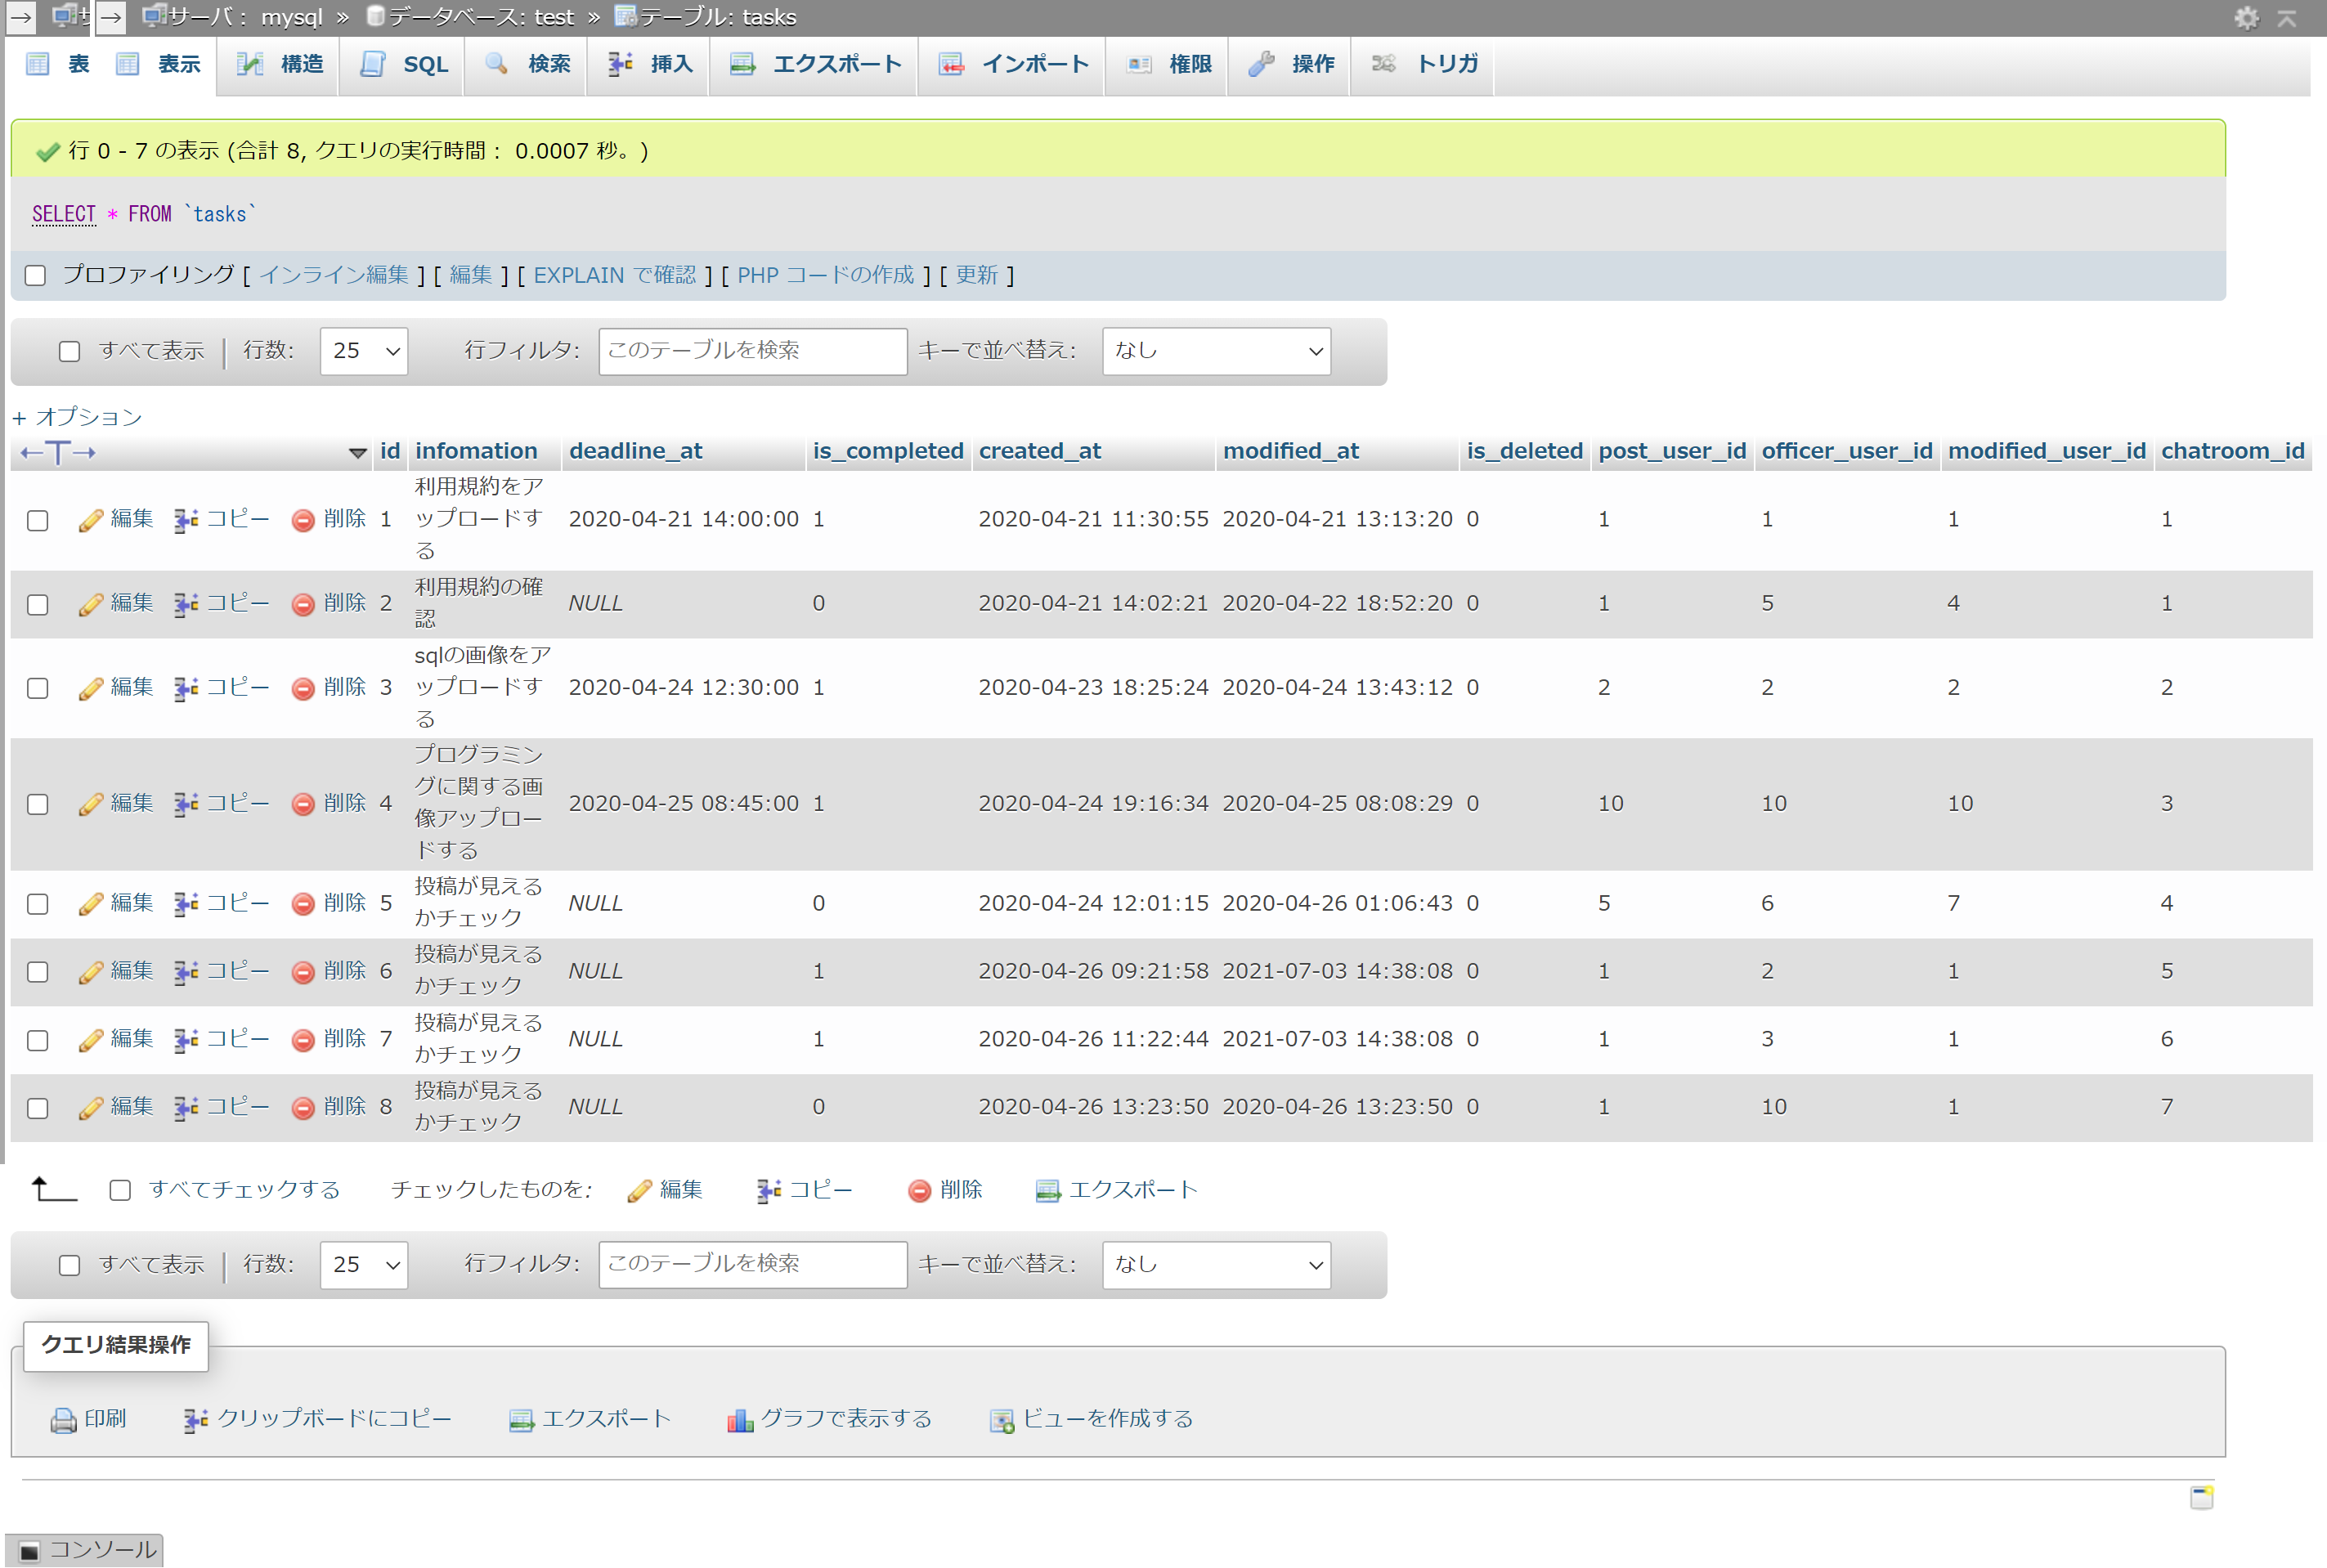 サーバ： mysql » データベース: test » テーブル: tasks
表 表示 構造 SQL 検索 挿入 エクスポート インポート 権限 操作 トリガ
行 0 - 7 の表示 (合計 8, クエリの実行時間： 0.0007 秒。)
SELECT * FROM `tasks`
プロファイリング [ インライン編集 ] [ 編集 ] [ EXPLAIN で確認 ] [ PHP コードの作成 ] [ 更新 ]
すべて表示 | 行数: 25 行フィルタ: このテーブルを検索 キーで並べ替え: なし
+ オプション
←T→ id infomation deadline_at is_completed created_at modified_at is_deleted post_user_id officer_user_id modified_user_id chatroom_id
利用規約をア
編集 コピー 削除 1 ップロードす 2020-04-21 14:00:00 1 2020-04-21 11:30:55 2020-04-21 13:13:20 0 1 1 1 1
る
利用規約の確
編集 コピー 削除 2 NULL 0 2020-04-21 14:02:21 2020-04-22 18:52:20 0 1 5 4 1
認
sqlの画像をア
編集 コピー 削除 3 ップロードす 2020-04-24 12:30:00 1 2020-04-23 18:25:24 2020-04-24 13:43:12 0 2 2 2 2
る
プログラミン
グに関する画
編集 コピー 削除 4 2020-04-25 08:45:00 1 2020-04-24 19:16:34 2020-04-25 08:08:29 0 10 10 10 3
像アップロー
ドする
投稿が見える
編集 コピー 削除 5 NULL 0 2020-04-24 12:01:15 2020-04-26 01:06:43 0 5 6 7 4
かチェック
投稿が見える
編集 コピー 削除 6 NULL 1 2020-04-26 09:21:58 2021-07-03 14:38:08 0 1 2 1 5
かチェック
投稿が見える
編集 コピー 削除 7 NULL 1 2020-04-26 11:22:44 2021-07-03 14:38:08 0 1 3 1 6
かチェック
投稿が見える
編集 コピー 削除 8 NULL 0 2020-04-26 13:23:50 2020-04-26 13:23:50 0 1 10 1 7
かチェック
すべてチェックする チェックしたものを: 編集 コピー 削除 エクスポート
すべて表示 | 行数: 25 行フィルタ: このテーブルを検索 キーで並べ替え: なし
クエリ結果操作
印刷 クリップボードにコピー エクスポート グラフで表示する ビューを作成する
コンソール